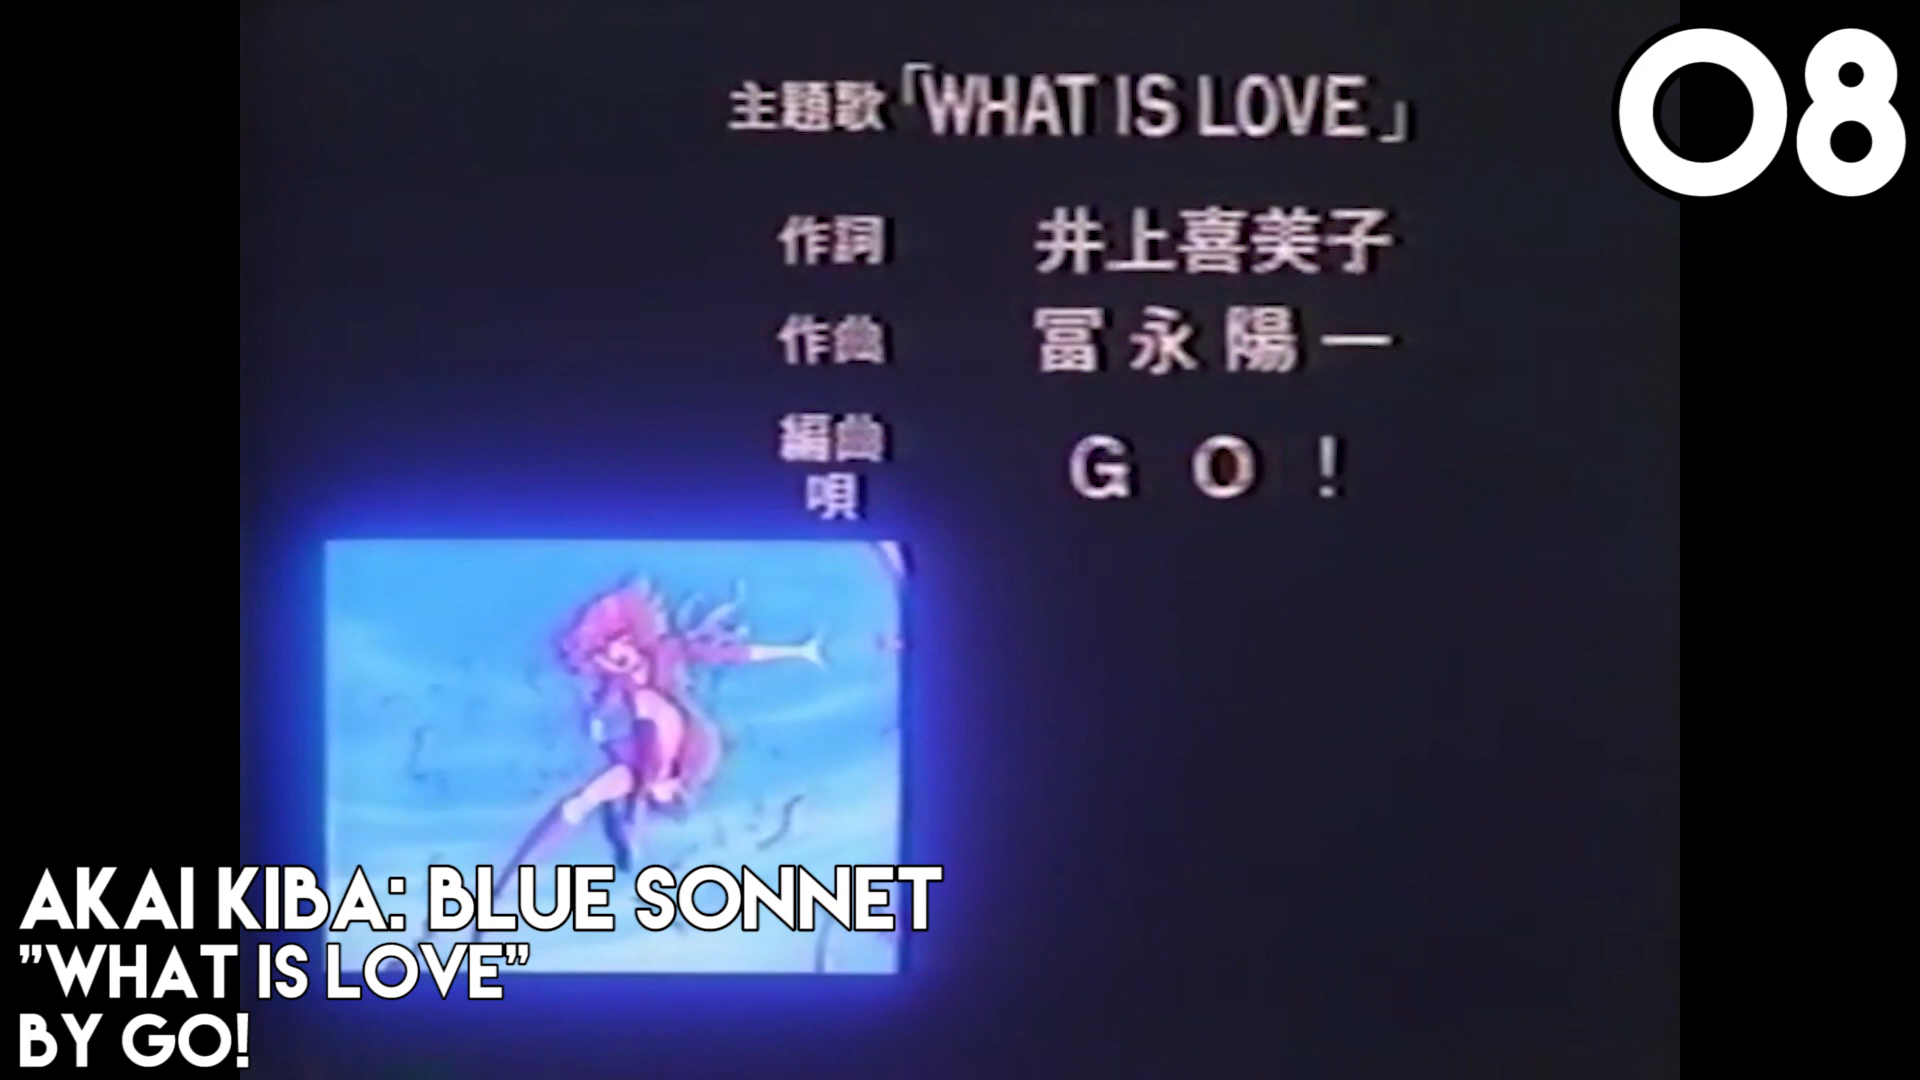 08
主題歌「WHAT IS LOVE」
作詞 井上喜美子
作曲 冨永陽一
編曲
唄 GO!
AKAI KIBA: BLUE SONNET
"WHAT IS LOVE"
BY GO!